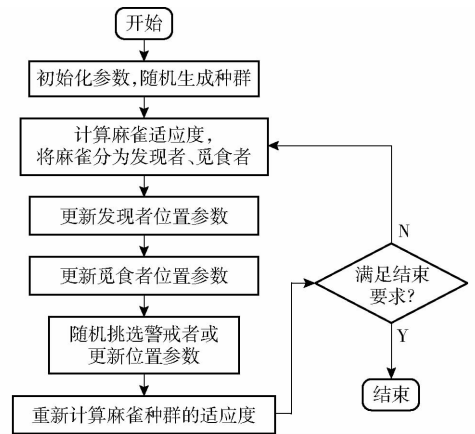 开始
初始化参数,随机生成种群
计算麻雀适应度,
将麻雀分为发现者、觅食者
更新发现者位置参数
更新觅食者位置参数
随机挑选警戒者或
更新位置参数
重新计算麻雀种群的适应度
N
满足结束
要求?
Y
结束